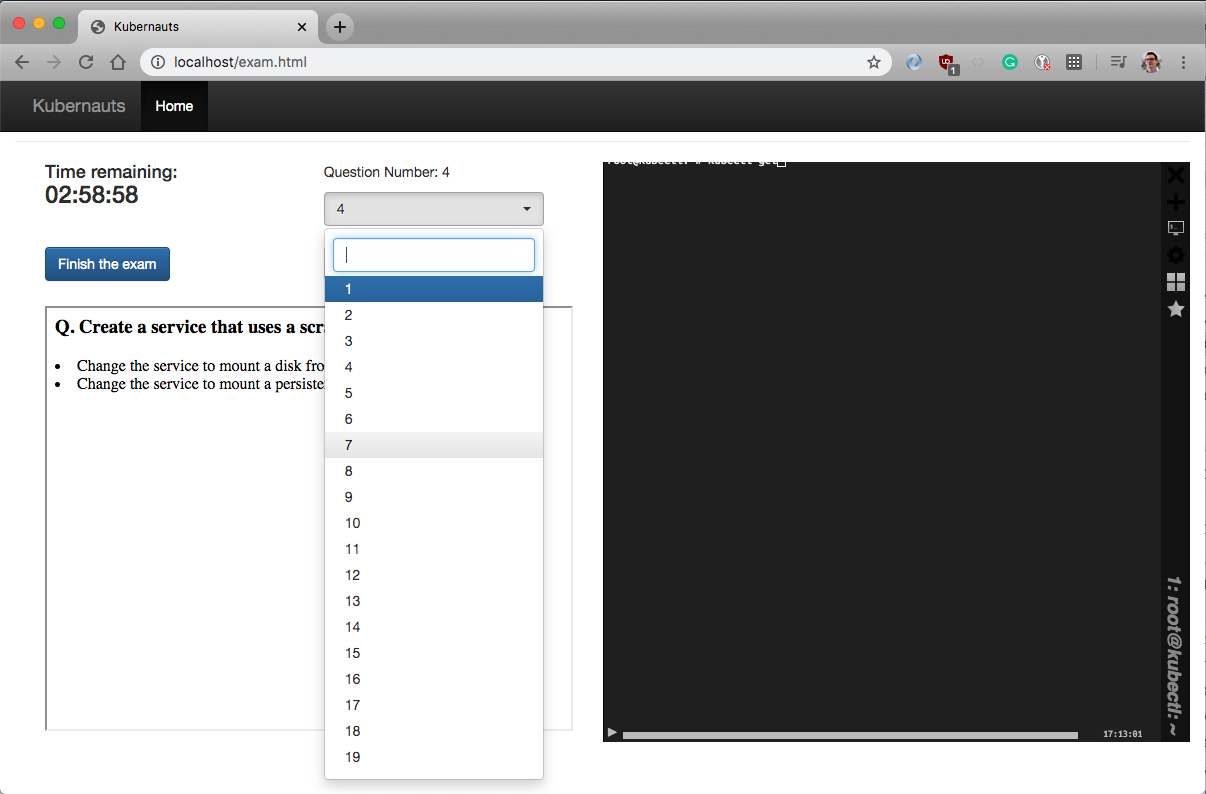 Kubernauts
localhost/exam.html
1
Kubernauts
Home
Time remaining:
02:58:58
Finish the exam
Question Number: 4
4
1
2
3
4
5
6
7
8
9
10
11
12
13
14
15
16
17
18
19
Q. Create a service that uses a scr
Change the service to mount a disk fro
Change the service to mount a persiste
root@kubectl:~# kubectl get
17:13:01
1: root@kubectl: ~